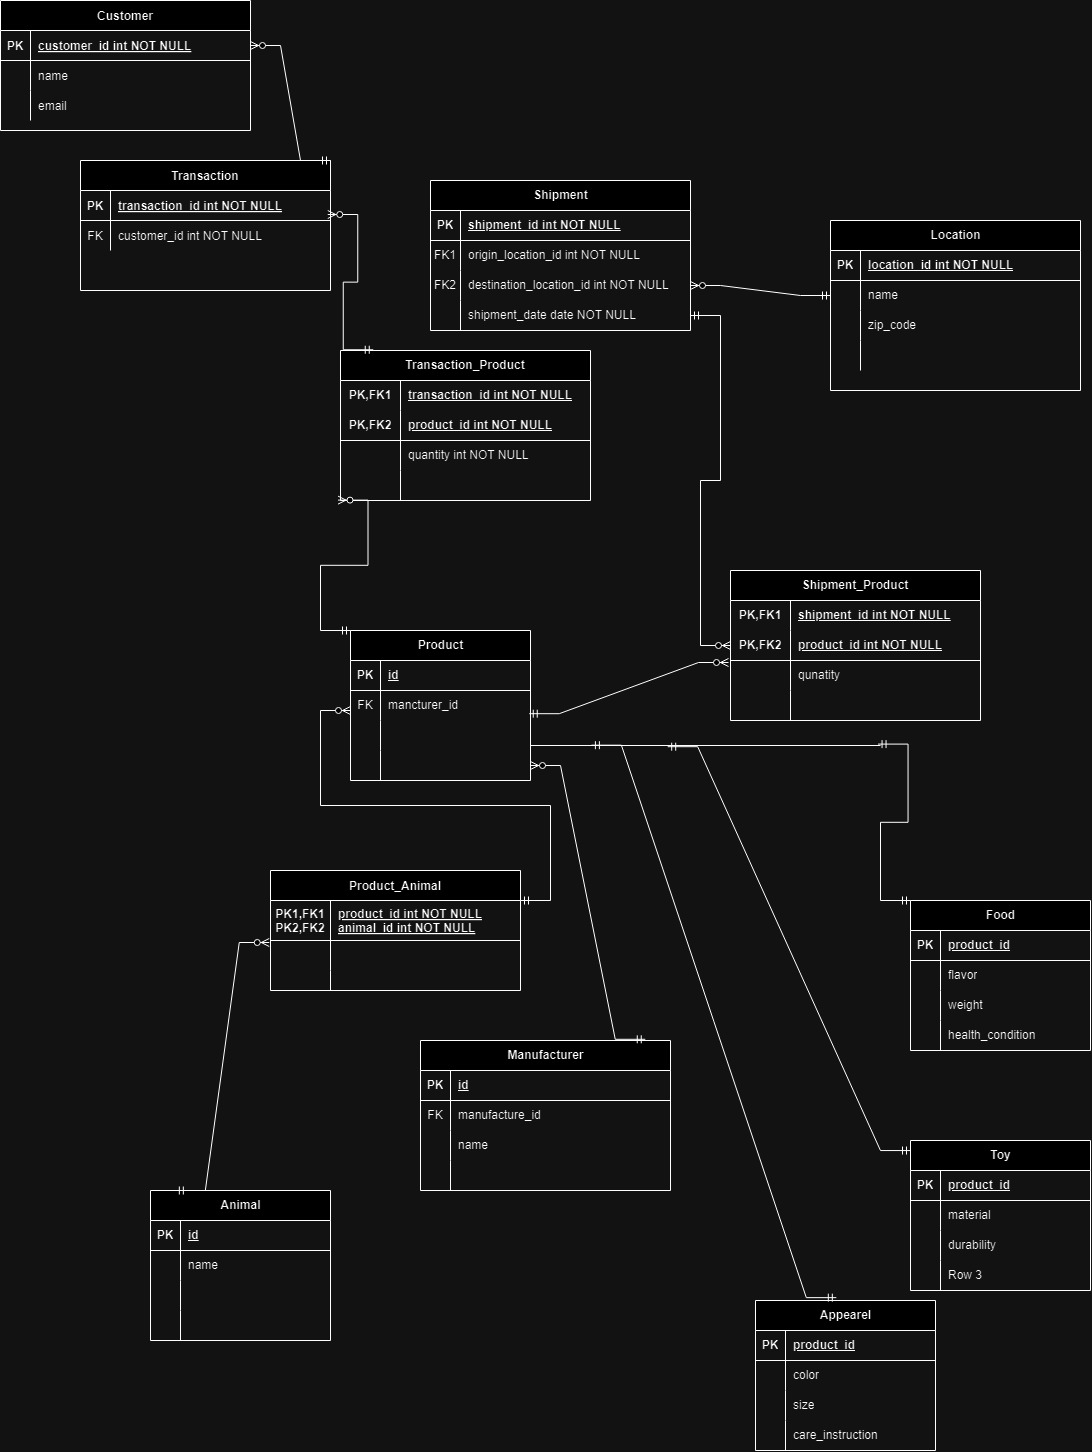 Customer
PK customer_id int NOT NULL
name
email
Transaction
PK transaction_id int NOT NULL
FK customer_id int NOT NULL
Shipment
PK shipment_id int NOT NULL
FK1 origin_location_id int NOT NULL
FK2 destination_location_id int NOT NULL
shipment_date date NOT NULL
Location
PK location_id int NOT NULL
name
zip_code
Transaction_Product
PK,FK1 transaction_id int NOT NULL
PK,FK2 product_id int NOT NULL
quantity int NOT NULL
Shipment_Product
PK,FK1 shipment_id int NOT NULL
PK,FK2 product_id int NOT NULL
qunatity
Product
PK id
FK mancturer_id
Product_Animal
PK1,FK1 product_id int NOT NULL
PK2,FK2 animal_id int NOT NULL
Food
PK product_id
flavor
weight
health_condition
Manufacturer
PK id
FK manufacture_id
name
Toy
PK product_id
material
durability
Row 3
Animal
PK id
name
Appearel
PK product_id
color
size
care_instruction